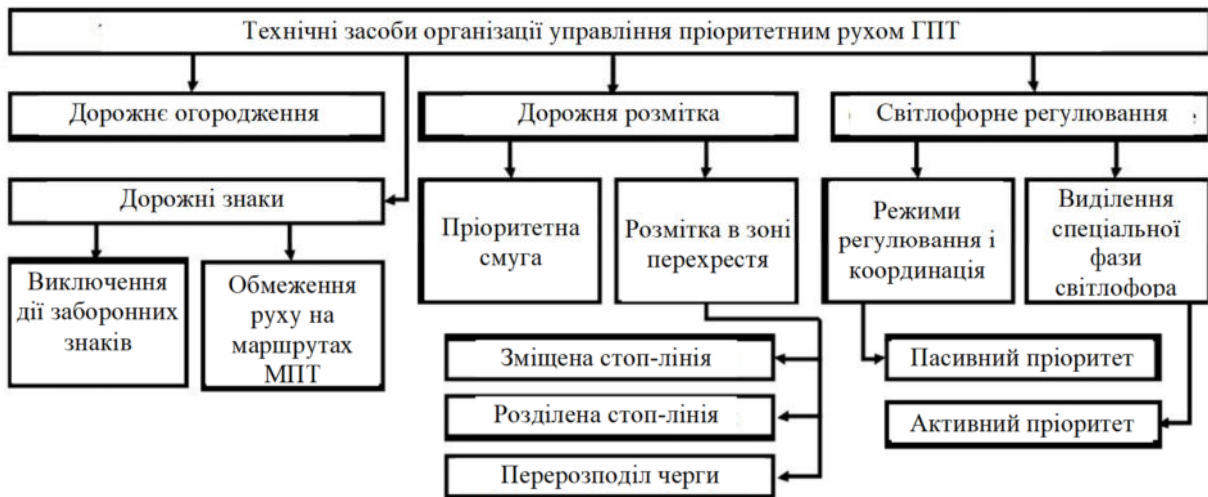 Технічні засоби організації управління пріоритетним рухом ГПТ
Дорожнє огородження
Дорожня розмітка
Світлофорне регулювання
Дорожні знаки
Виключення
дії заборонних
знаків
Обмеження
руху на
маршрутах
МПТ
Пріоритетна
смуга
Розмітка в зоні
перехрестя
Режими
регулювання і
координація
Виділення
спеціальної
фази
світлофора
Зміщена стоп-лінія
Розділена стоп-лінія
Перерозподіл черги
Пасивний пріоритет
Активний пріоритет